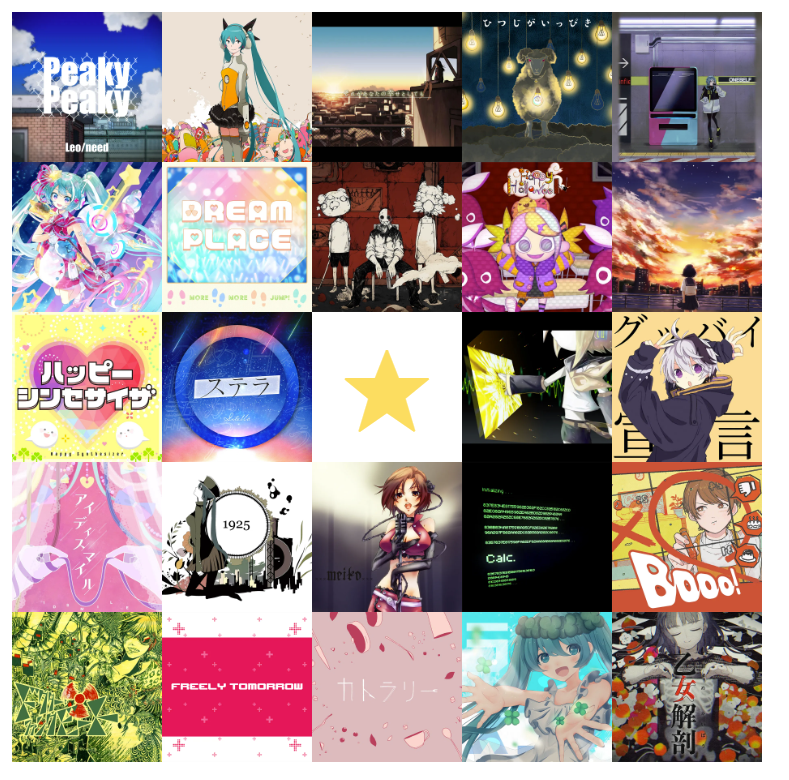 Peaky
Peaky
Leo/need
ひつじがいっぴき
ONESELF
DREAM
PLACE
MORE MORE JUMP!
Happy
Halloween
ハッピー
シンセサイザ
Happy Synthesizer
ステラ
グッバイ
宣言
アイディスマイル
1925
...meiko...
Calc.
BOOO!
FREELY TOMORROW
カトラリー
乙女解剖